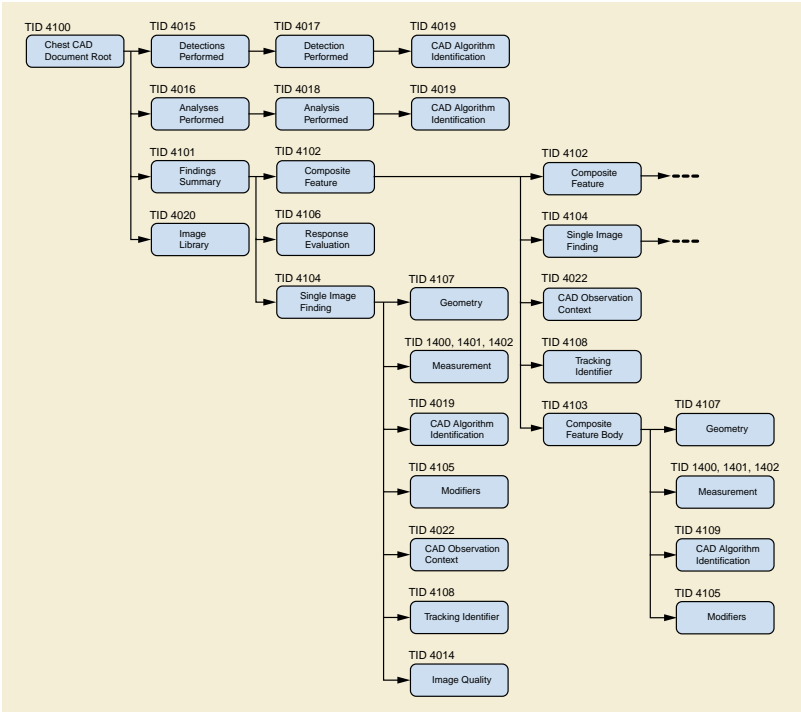 TID 4100
Chest CAD
Document Root
TID 4015
Detections
Performed
TID 4017
Detection
Performed
TID 4019
CAD Algorithm
Identification
TID 4016
Analyses
Performed
TID 4018
Analysis
Performed
TID 4019
CAD Algorithm
Identification
TID 4101
Findings
Summary
TID 4102
Composite
Feature
TID 4102
Composite
Feature
TID 4020
Image
Library
TID 4106
Response
Evaluation
TID 4104
Single Image
Finding
TID 4104
Single Image
Finding
TID 4107
Geometry
TID 4022
CAD Observation
Context
TID 1400, 1401, 1402
Measurement
TID 4108
Tracking
Identifier
TID 4019
CAD Algorithm
Identification
TID 4103
Composite
Feature Body
TID 4107
Geometry
TID 4105
Modifiers
TID 1400, 1401, 1402
Measurement
TID 4022
CAD Observation
Context
TID 4109
CAD Algorithm
Identification
TID 4108
Tracking Identifier
TID 4105
Modifiers
TID 4014
Image Quality